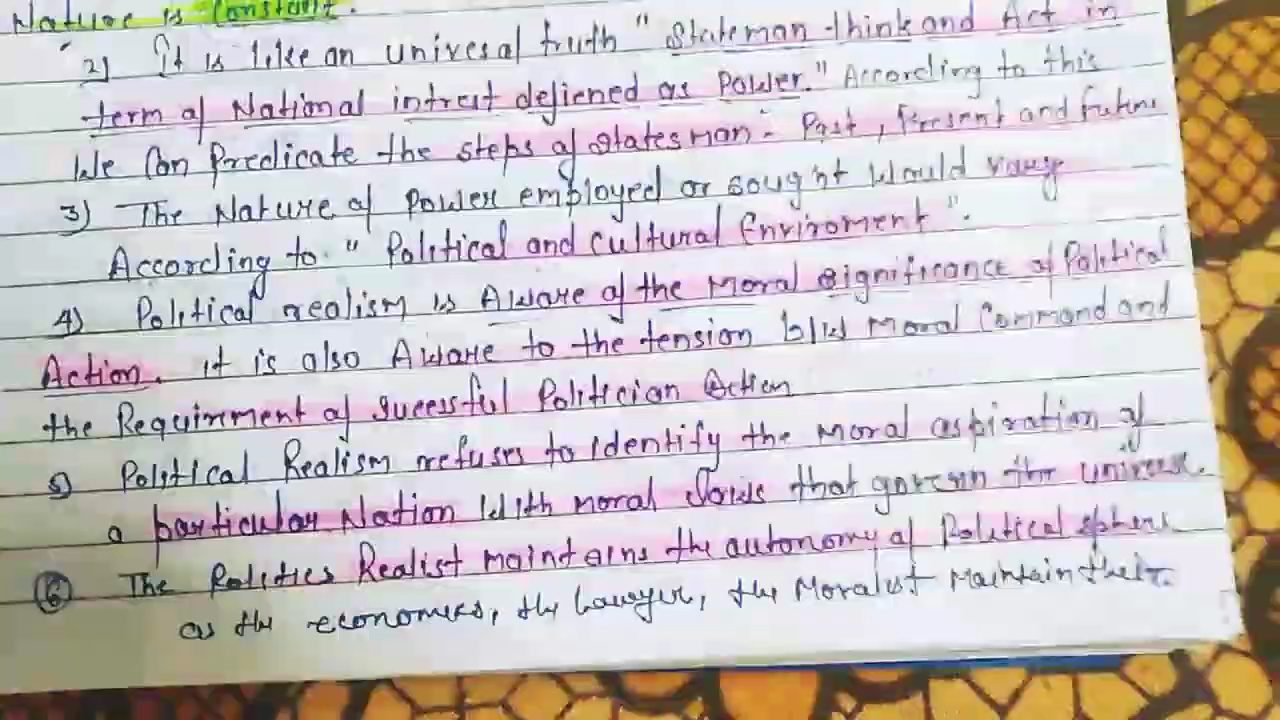 Nature is Constant.
2) It is like an univesal truth "Stateman think and Act in
term of National intrest defiened as Power." According to this
We Can Predicate the steps of statesman - Past, Present and Future
3) The Nature of Power employed or sought would vary
According to "Political and cultural Enviroment".
4) Political realism is Aware of the Moral significance of Political
Action. it is also Aware to the tension b/w Moral Command and
the Requirment of sucessful Politician Action
5) Political Realism refuses to identify the moral aspiration of
a particular Nation With moral that govern the universe.
6 The Politics Realist maintains the autonomy of Political sphere
as the economics, the Lawyer, the Moralist Maintain their.